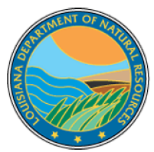 LOUISIANA DEPARTMENT OF NATURAL RESOURCES